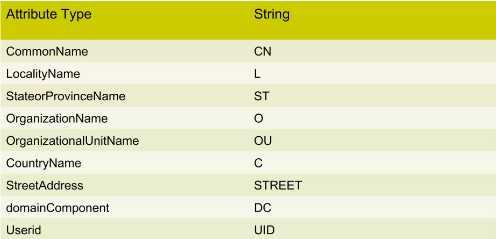 Attribute Type String
CommonName CN
LocalityName L
StateorProvinceName ST
OrganizationName O
OrganizationalUnitName OU
CountryName C
StreetAddress STREET
domainComponent DC
Userid UID